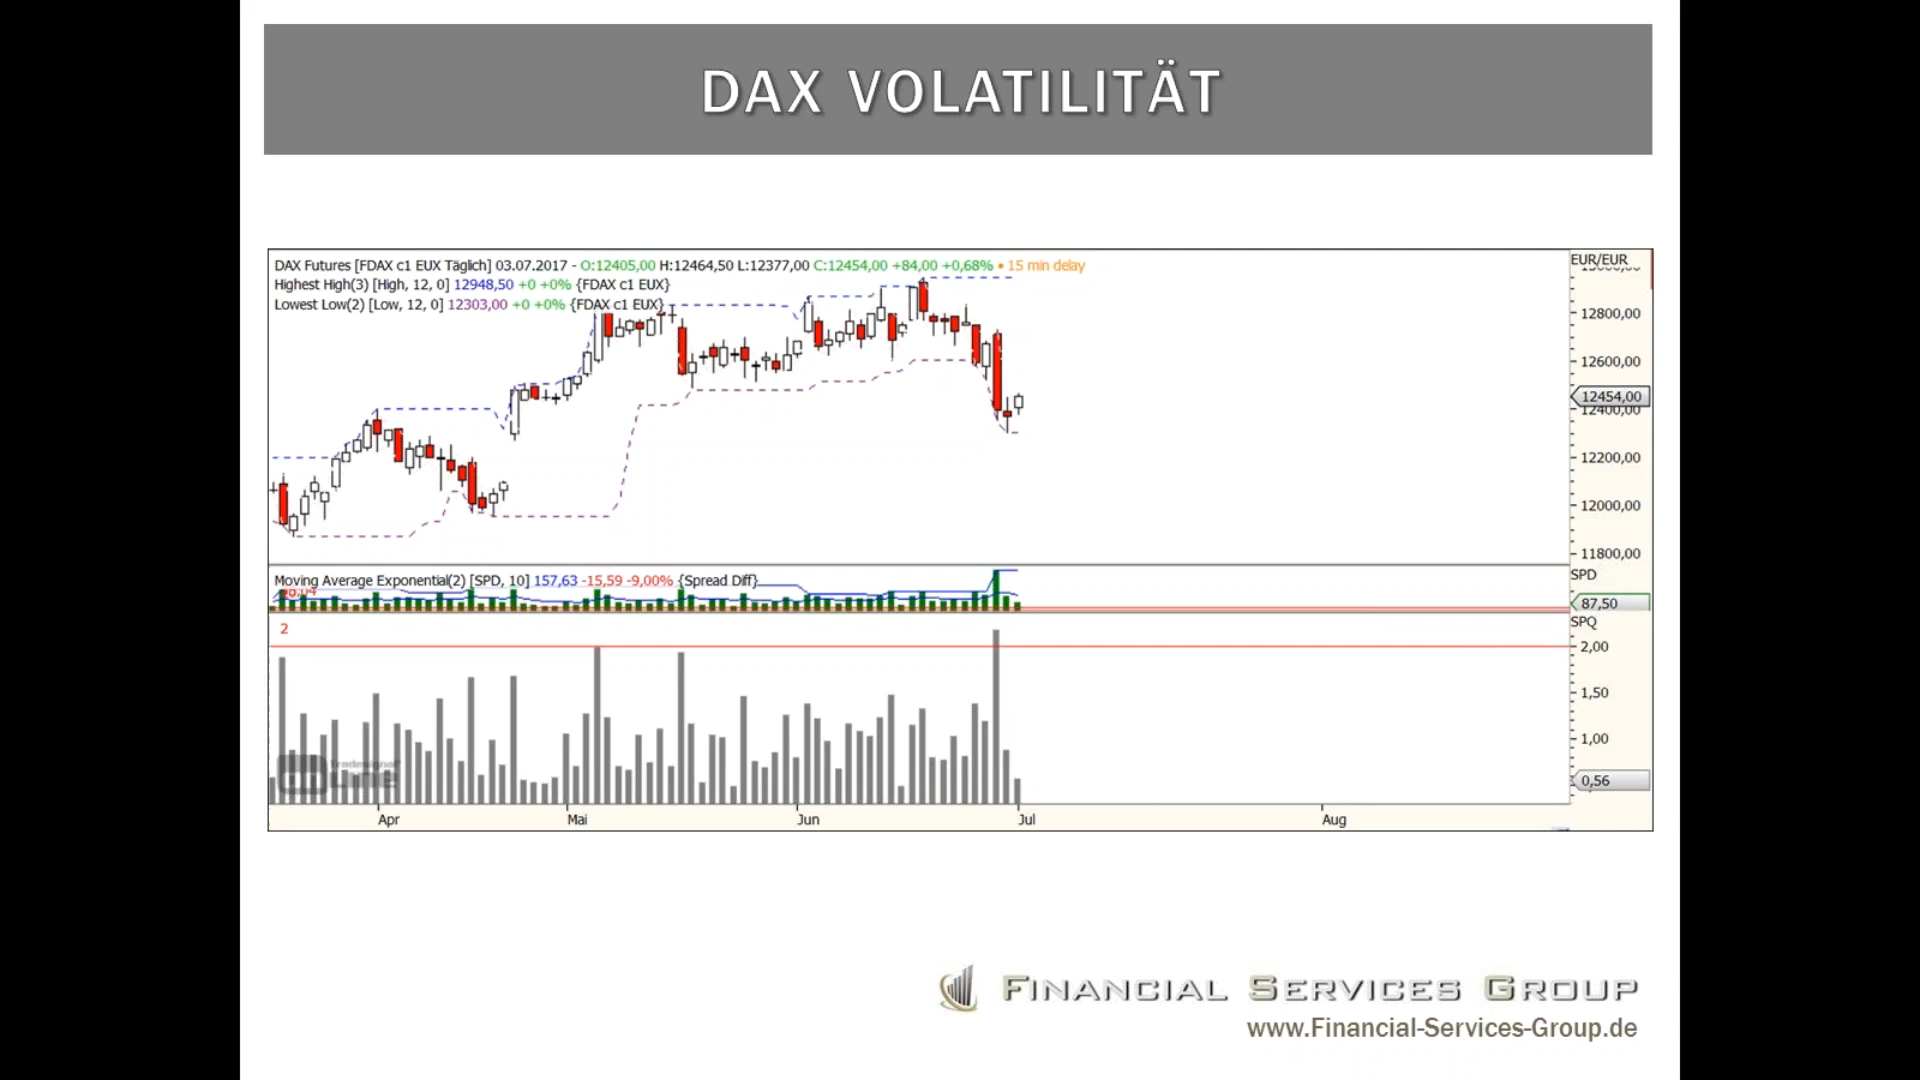 DAX VOLATILITÄT
DAX Futures [FDAX c1 EUX Täglich] 03.07.2017 - O:12405,00 H:12464,50 L:12377,00 C:12454,00 +84,00 +0,68% • 15 min delay
Highest High(3) [High, 12, 0] 12948,50 +0 +0% {FDAX c1 EUX}
Lowest Low(2) [Low, 12, 0] 12303,00 +0 +0% {FDAX c1 EUX}
EUR/EUR
12800,00
12600,00
12454,00
12400,00
12200,00
12000,00
11800,00
Moving Average Exponential(2) [SPD, 10] 157,63 -15,59 -9,00% {Spread Diff}
SPD
87,50
2
SPQ
2,00
1,50
1,00
0,56
Tradesignal
Apr
Mai
Jun
Jul
Aug
FINANCIAL SERVICES GROUP
www.Financial-Services-Group.de